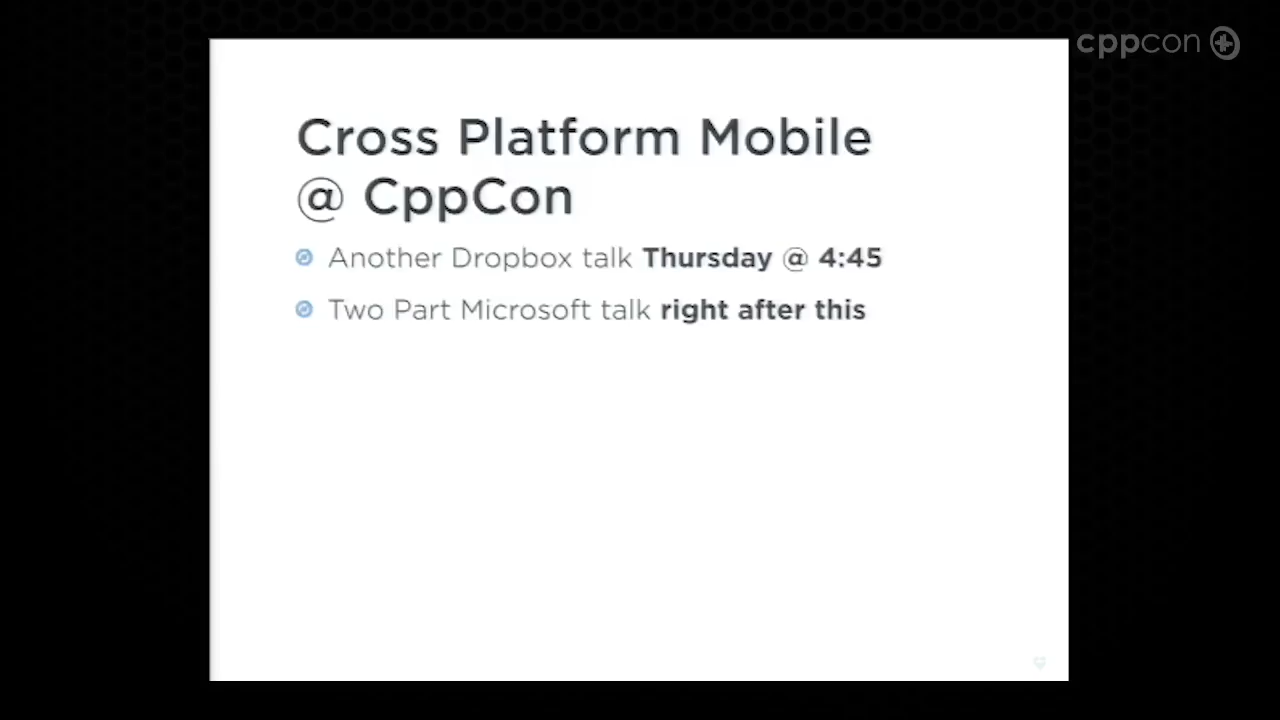 cppcon
Cross Platform Mobile
@ CppCon
Another Dropbox talk Thursday @ 4:45
Two Part Microsoft talk right after this